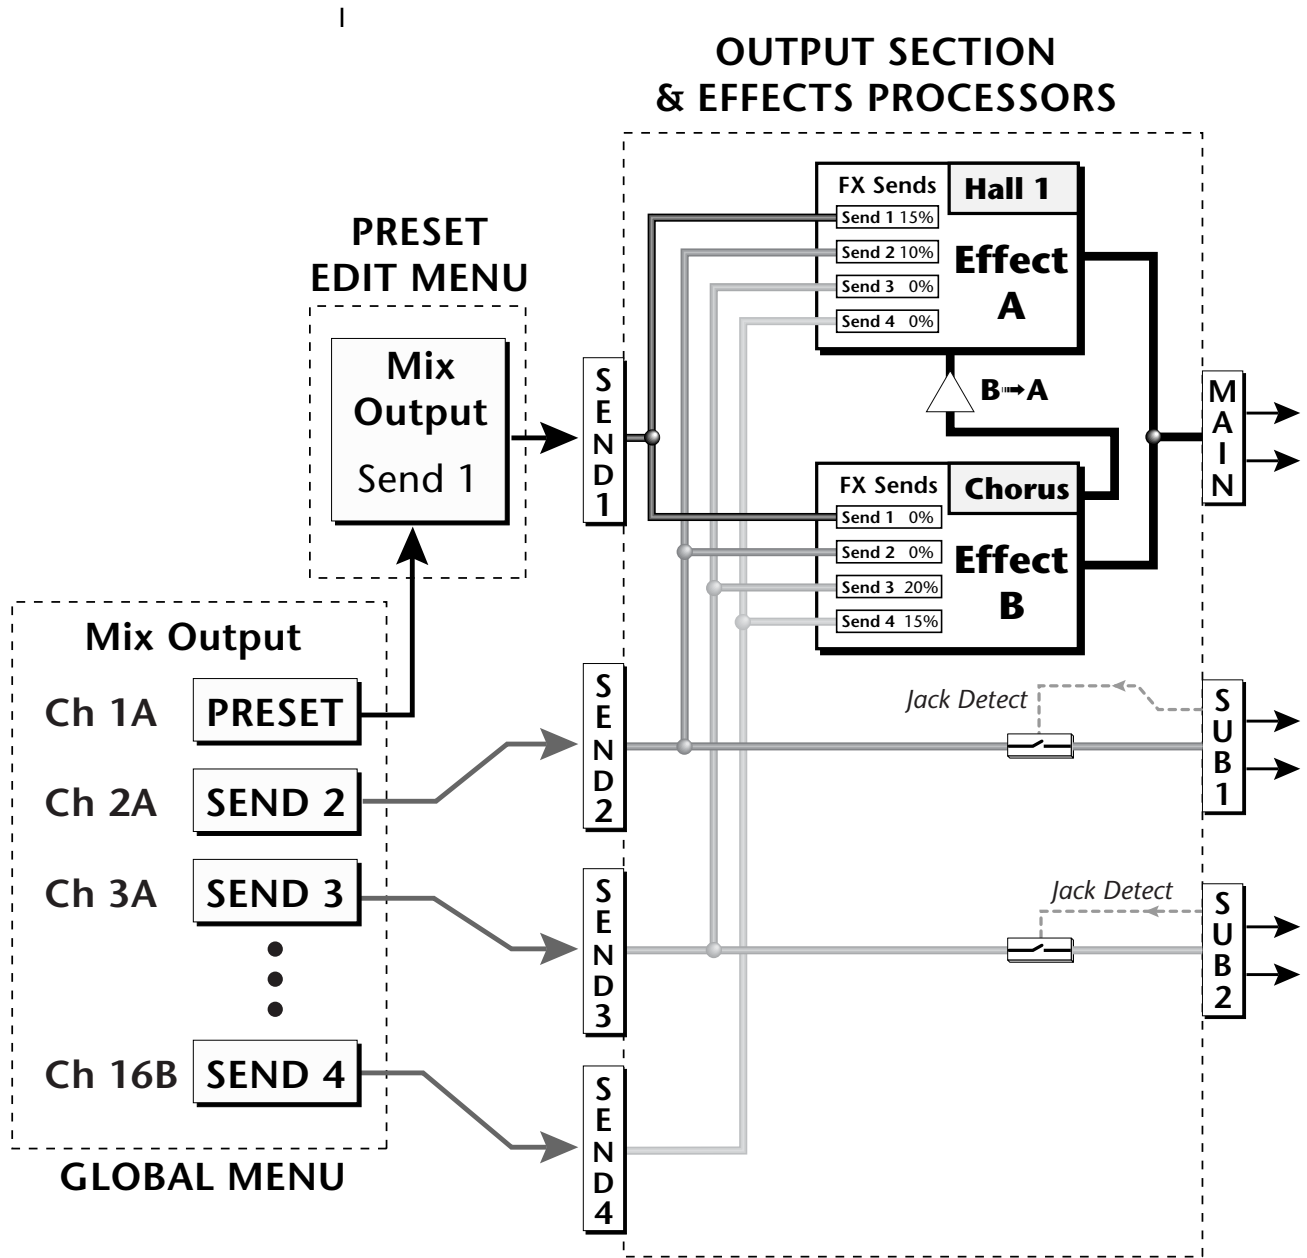 I
OUTPUT SECTION
& EFFECTS PROCESSORS
PRESET
EDIT MENU
Mix
Output
Send 1
FX Sends
Hall 1
Send 1 15%
Send 2 10%
Send 3 0%
Send 4 0%
Effect
A
B➟A
FX Sends
Chorus
Send 1 0%
Send 2 0%
Send 3 20%
Send 4 15%
Effect
B
SEND1
MAIN
Mix Output
Ch 1A PRESET
Ch 2A SEND 2
Ch 3A SEND 3
Ch 16B SEND 4
GLOBAL MENU
SEND2
Jack Detect
SUB1
SEND3
Jack Detect
SUB2
SEND4